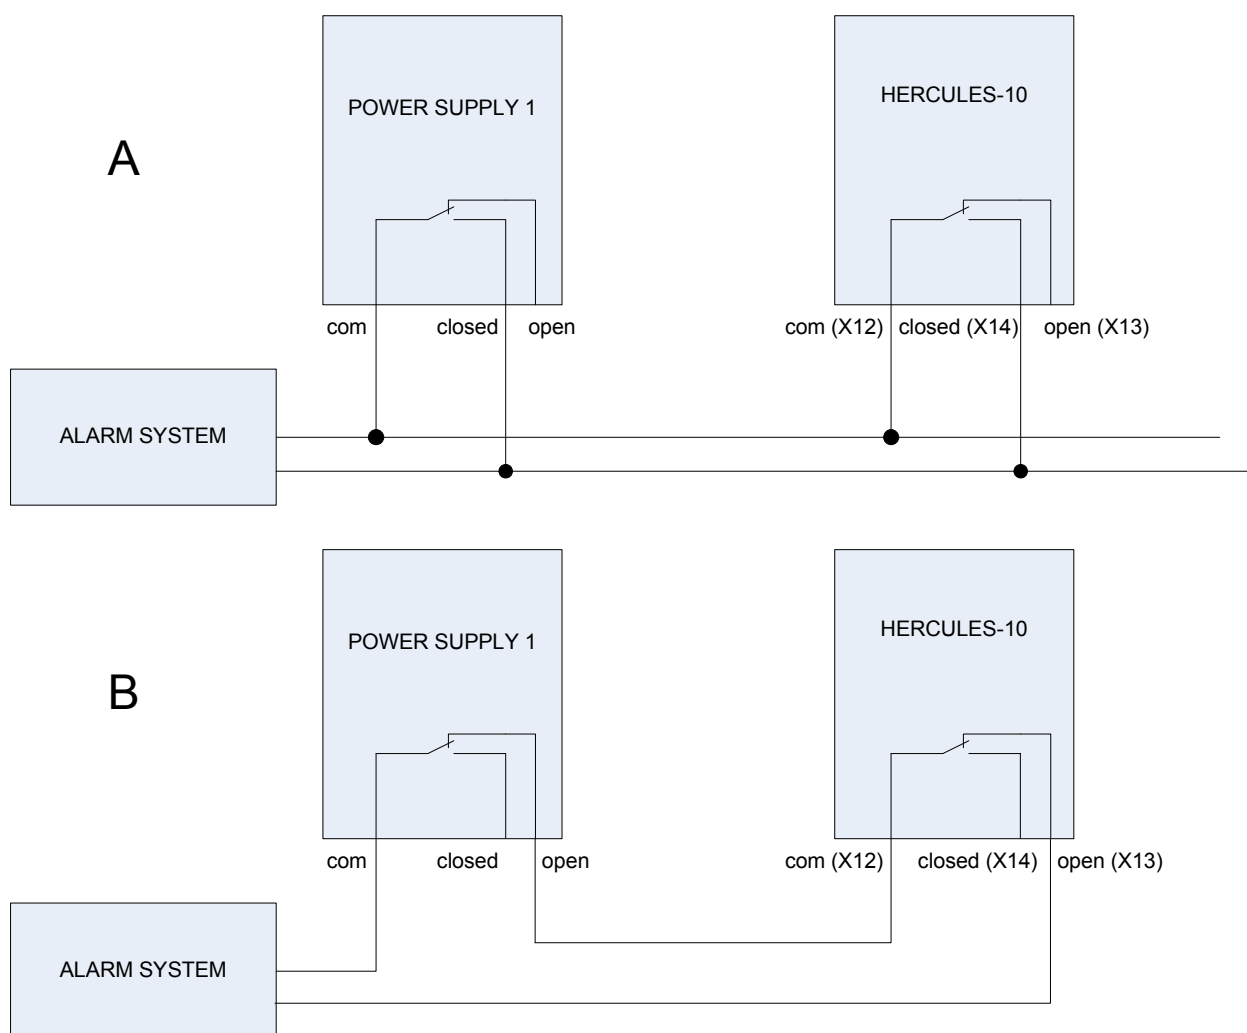 POWER SUPPLY 1
HERCULES-10
A
com
closed
open
com (X12)
closed (X14)
open (X13)
ALARM SYSTEM
POWER SUPPLY 1
HERCULES-10
B
com
closed
open
com (X12)
closed (X14)
open (X13)
ALARM SYSTEM